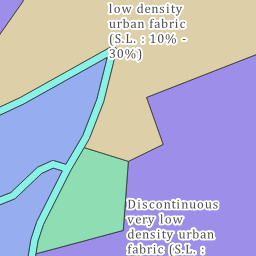 low density
urban fabric
(S.L. : 10% -
30%)
Discontinuous
very low
density urban
fabric (S.L. :